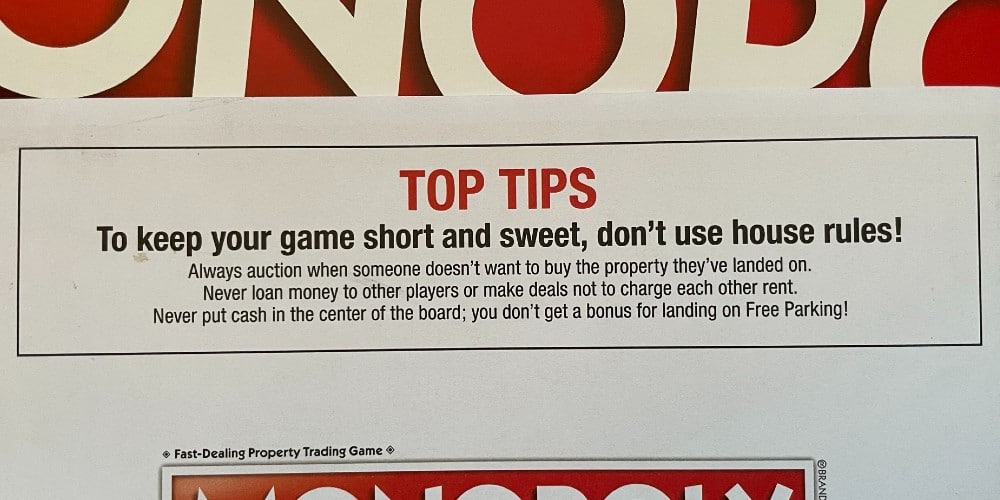 TOP TIPS
To keep your game short and sweet, don't use house rules!
Always auction when someone doesn't want to buy the property they've landed on.
Never loan money to other players or make deals not to charge each other rent.
Never put cash in the center of the board; you don't get a bonus for landing on Free Parking!
Fast-Dealing Property Trading Game
MONOPOLY